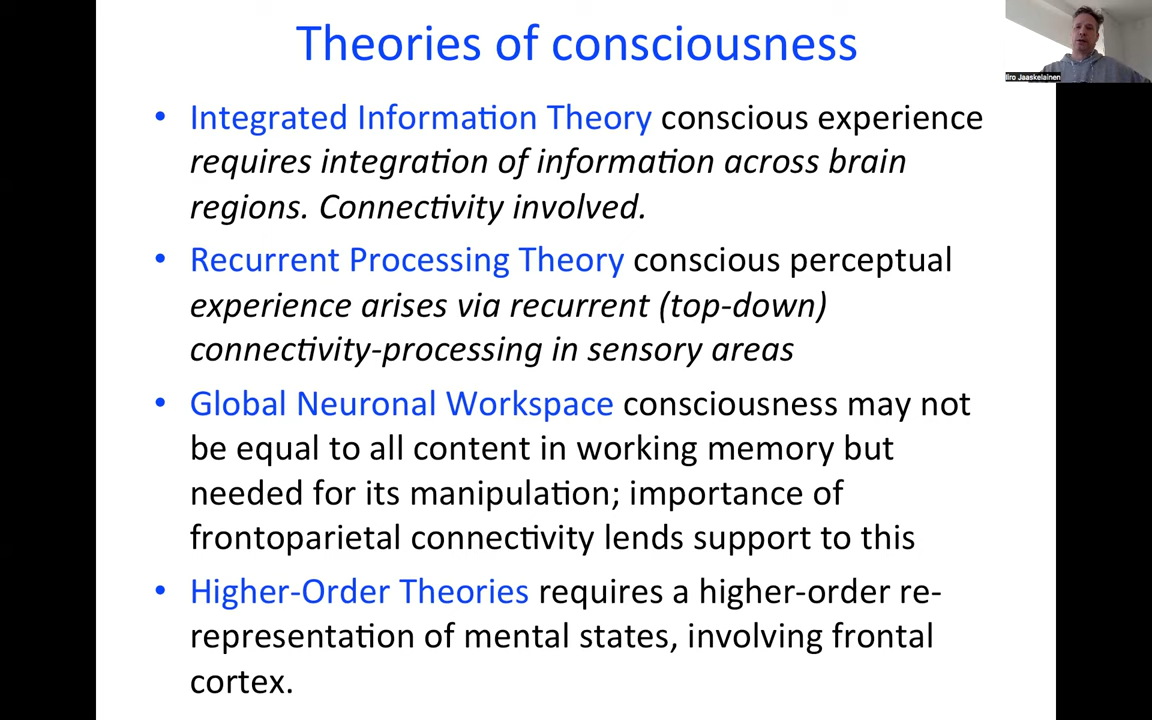 Theories of consciousness
Iiro Jaaskelainen
• Integrated Information Theory conscious experience
requires integration of information across brain
regions. Connectivity involved.
• Recurrent Processing Theory conscious perceptual
experience arises via recurrent (top-down)
connectivity-processing in sensory areas
• Global Neuronal Workspace consciousness may not
be equal to all content in working memory but
needed for its manipulation; importance of
frontoparietal connectivity lends support to this
• Higher-Order Theories requires a higher-order re-
representation of mental states, involving frontal
cortex.